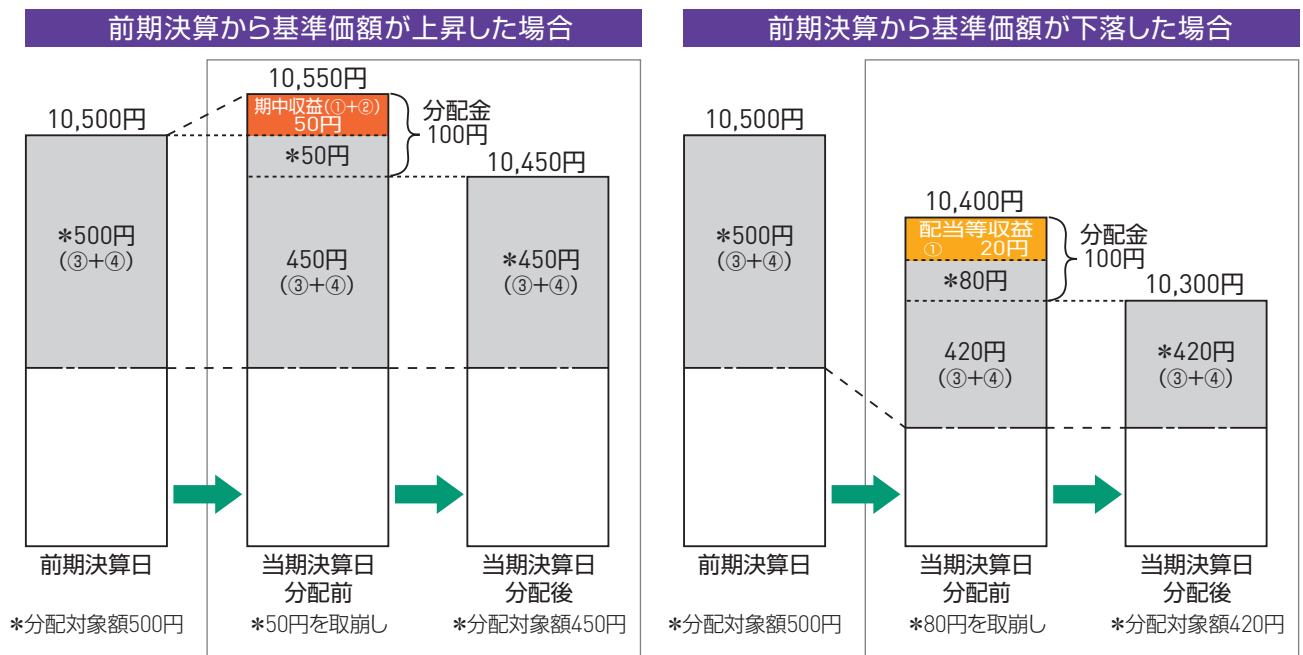 前期決算から基準価額が上昇した場合
10,500円
*500円
(③+④)
前期決算日
*分配対象額500円
10,550円
期中収益(①+②)
50円
*50円
450円
(③+④)
分配金
100円
当期決算日
分配前
*50円を取崩し
10,450円
*450円
(③+④)
当期決算日
分配後
*分配対象額450円
前期決算から基準価額が下落した場合
10,500円
*500円
(③+④)
前期決算日
*分配対象額500円
10,400円
配当等収益
① 20円
*80円
420円
(③+④)
分配金
100円
当期決算日
分配前
*80円を取崩し
10,300円
*420円
(③+④)
当期決算日
分配後
*分配対象額420円